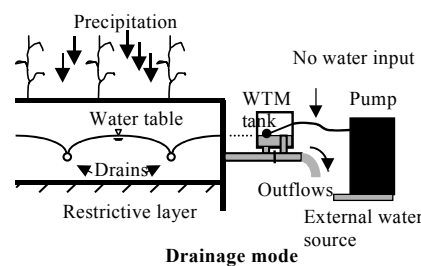 Precipitation
No water input
WTM
tank
Pump
Water table
Drains
Outflows
Restrictive layer
External water
source
Drainage mode